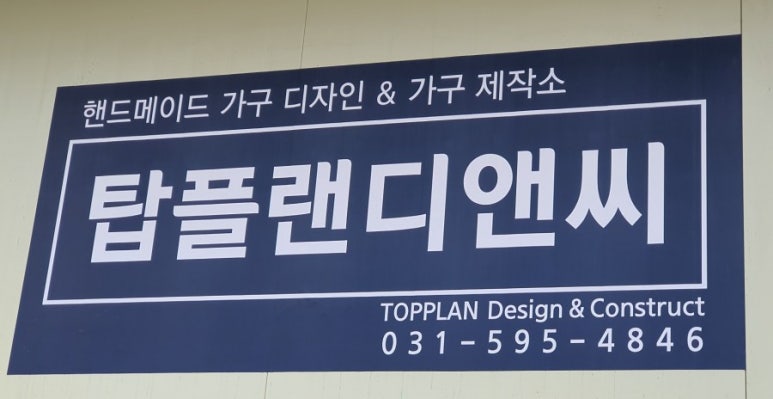 핸드메이드 가구 디자인 & 가구 제작소
탑플랜디앤씨
TOPPLAN Design & Construct
031-595-4846